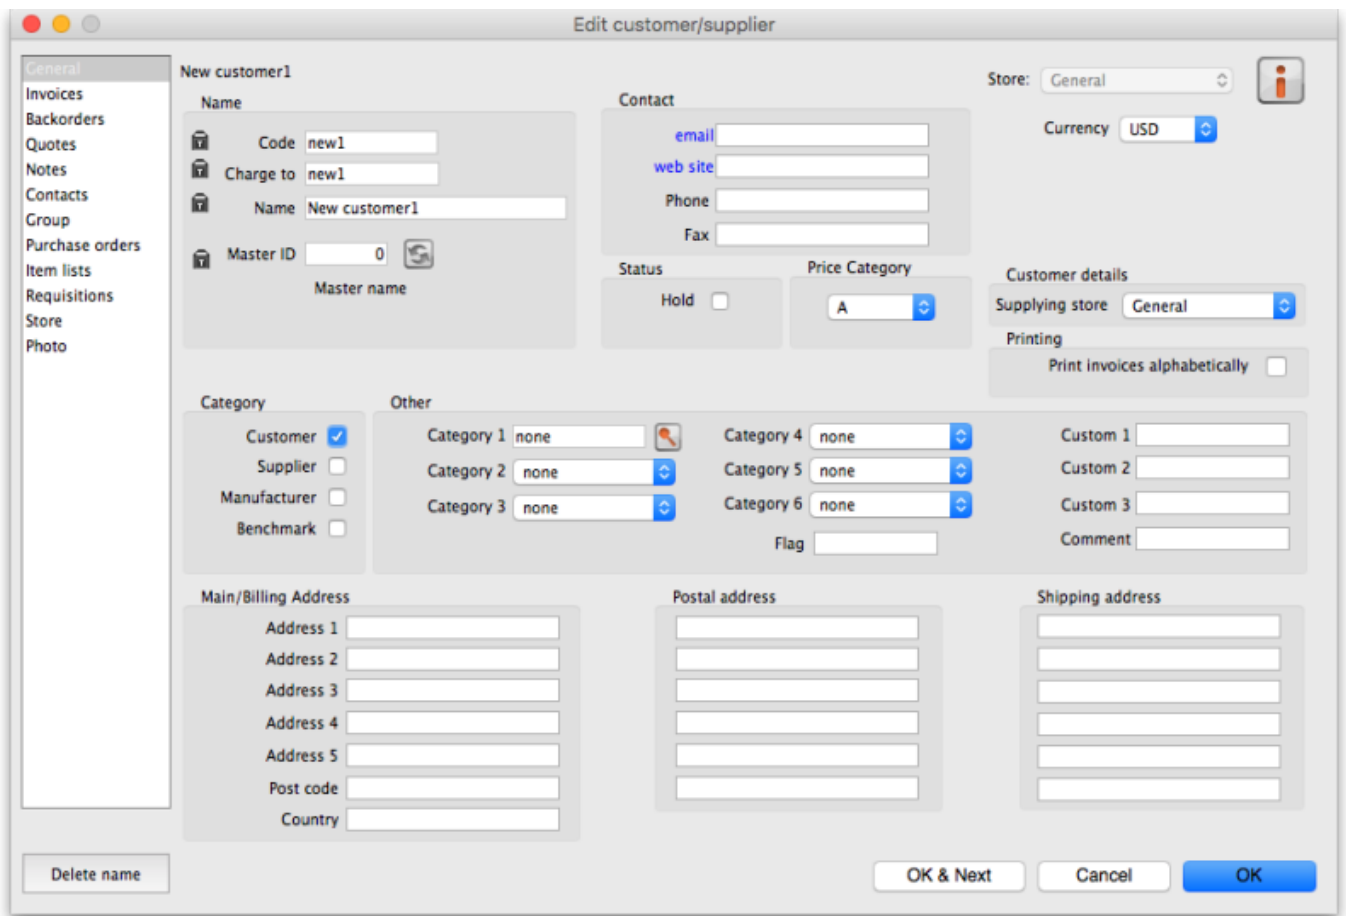 Edit customer/supplier
General
Invoices
Backorders
Quotes
Notes
Contacts
Group
Purchase orders
Item lists
Requisitions
Store
Photo
Delete name
New customer1
Name
Code new1
Charge to new1
Name New customer1
Master ID 0
Master name
Contact
email
web site
Phone
Fax
Store: General
Currency USD
Status
Hold
Price Category
A
Customer details
Supplying store General
Printing
Print invoices alphabetically
Category
Customer
Supplier
Manufacturer
Benchmark
Other
Category 1 none
Category 2 none
Category 3 none
Category 4 none
Category 5 none
Category 6 none
Flag
Custom 1
Custom 2
Custom 3
Comment
Main/Billing Address
Address 1
Address 2
Address 3
Address 4
Address 5
Post code
Country
Postal address
Shipping address
OK & Next
Cancel
OK